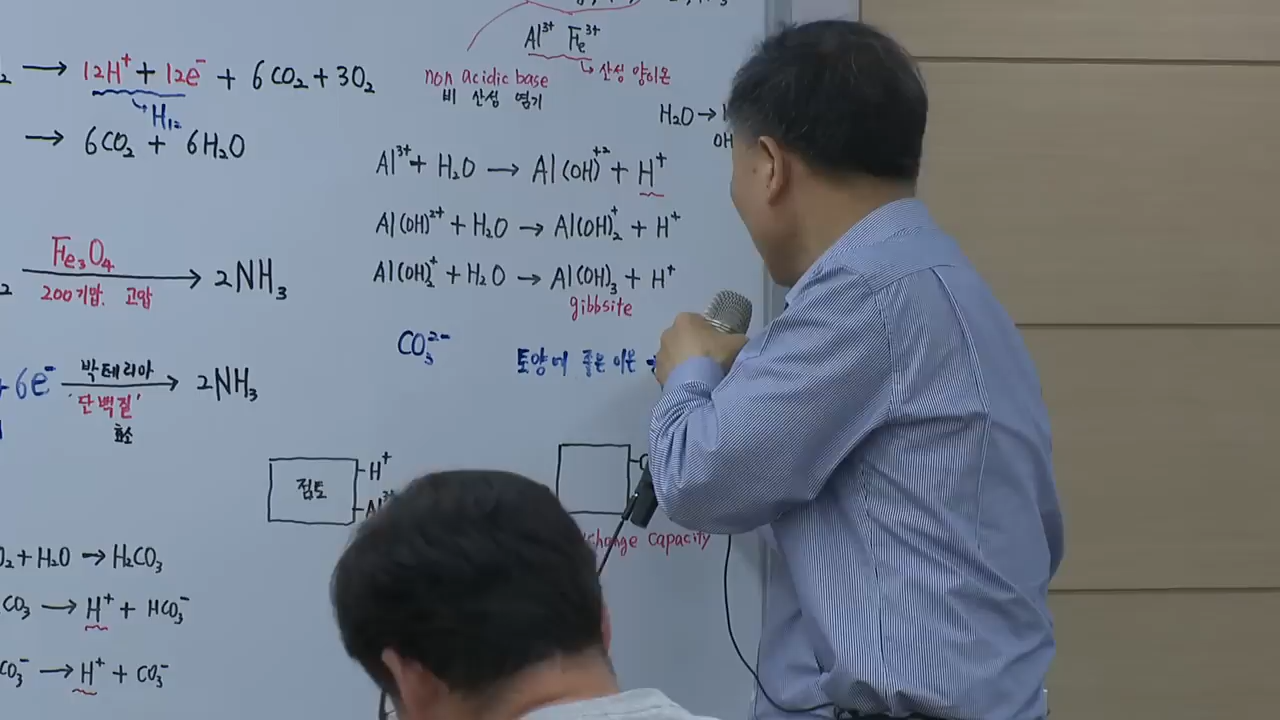 → 12H⁺ + 12e⁻ + 6CO₂ + 3O₂
H₁₂
→ 6CO₂ + 6H₂O
Fe₃O₄
→ 2NH₃
200기압. 고압
+ 6e⁻ 박테리아 → 2NH₃
'단백질'
효소
O₂ + H₂O → H₂CO₃
CO₃ → H⁺ + HCO₃⁻
CO₃⁻ → H⁺ + CO₃⁻
Al³⁺ Fe³⁺
non acidic base
비 산성 염기
산성 양이온
H₂O →
OH
Al³⁺ + H₂O → Al(OH)⁺² + H⁺
Al(OH)²⁺ + H₂O → Al(OH)₂⁺ + H⁺
Al(OH)₂⁺ + H₂O → Al(OH)₃ + H⁺
gibbsite
CO₃²⁻
토양에 좋은 이온
점토
H⁺
capacity